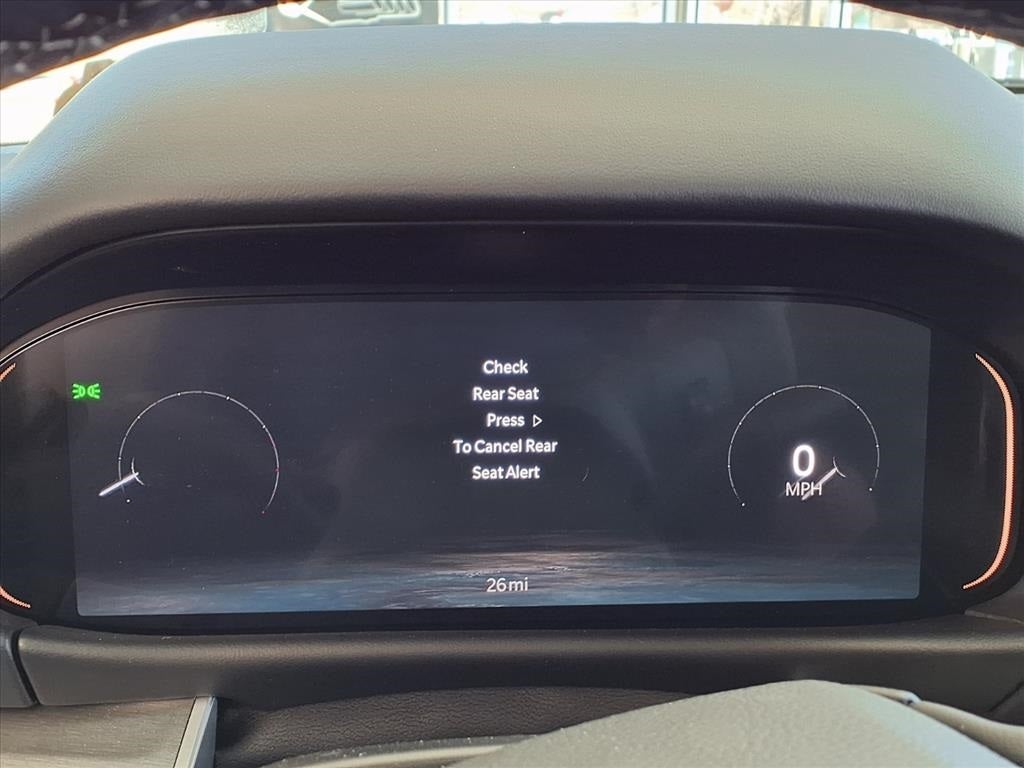 Check
Rear Seat
Press ▷
To Cancel Rear
Seat Alert
0
MPH
26 mi